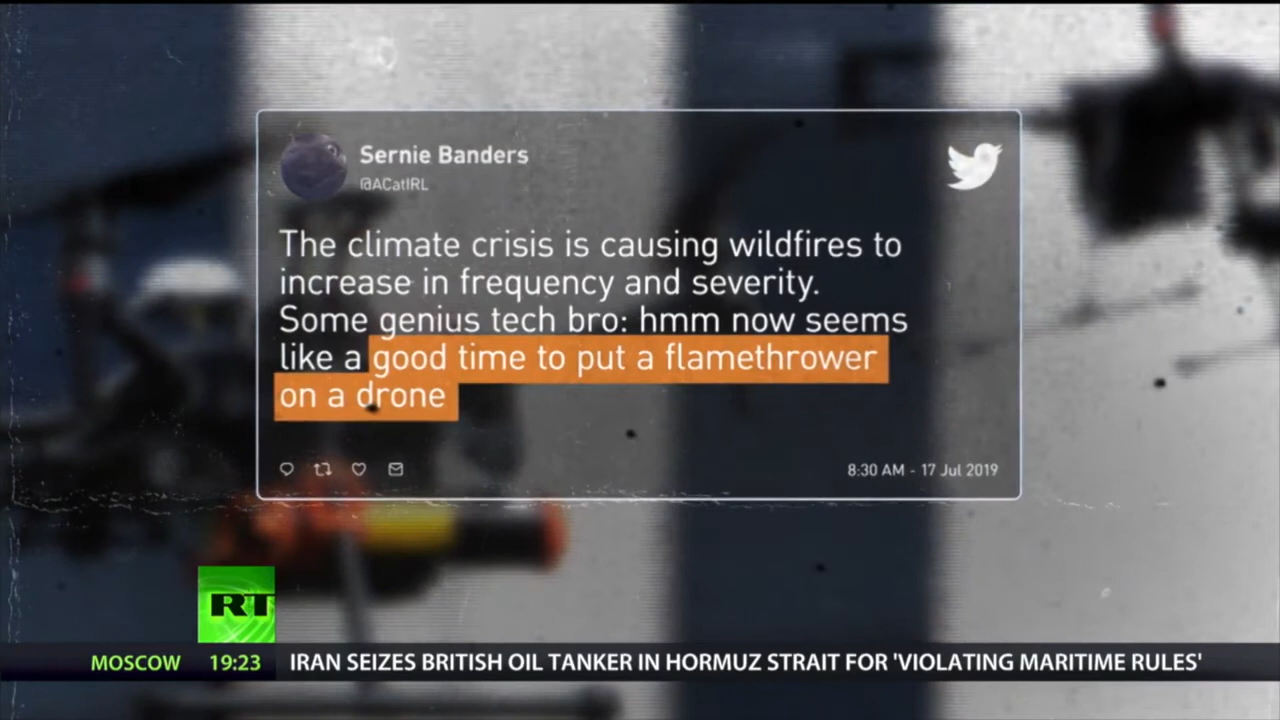 Sernie Banders
@ACatIRL
The climate crisis is causing wildfires to
increase in frequency and severity.
Some genius tech bro: hmm now seems
like a good time to put a flamethrower
on a drone
8:30 AM - 17 Jul 2019
RT
MOSCOW 19:23 IRAN SEIZES BRITISH OIL TANKER IN HORMUZ STRAIT FOR 'VIOLATING MARITIME RULES'